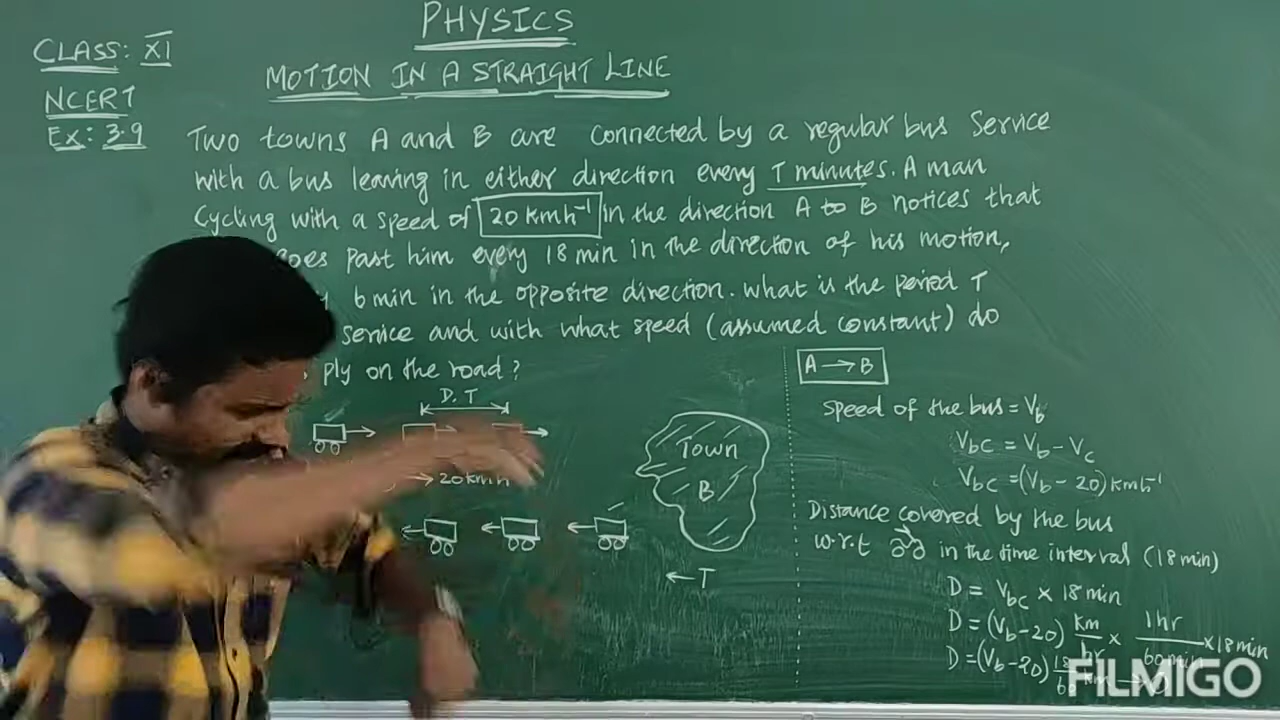 PHYSICS
CLASS: XI
MOTION IN A STRAIGHT LINE
NCERT
Ex: 3.9
Two towns A and B are connected by a regular bus service
with a bus leaving in either direction every T minutes. A man
cycling with a speed of 20 kmh⁻¹ in the direction A to B notices that
past him every 18 min in the direction of his motion,
6 min in the opposite direction. What is the period T
service and with what speed (assumed constant) do
ply on the road?
A → B
D. T
Speed of the bus = Vb
Town
B
Vbc = Vb - Vc
→ 20 kmh
Vbc = (Vb - 20) kmh⁻¹
Distance covered by the bus
w.r.t in the time interval (18 min)
← T
D = Vbc × 18 min
D = (Vb - 20) km/hr × 1hr/60 min × 18 min
D = (Vb - 20)
FILMIGO